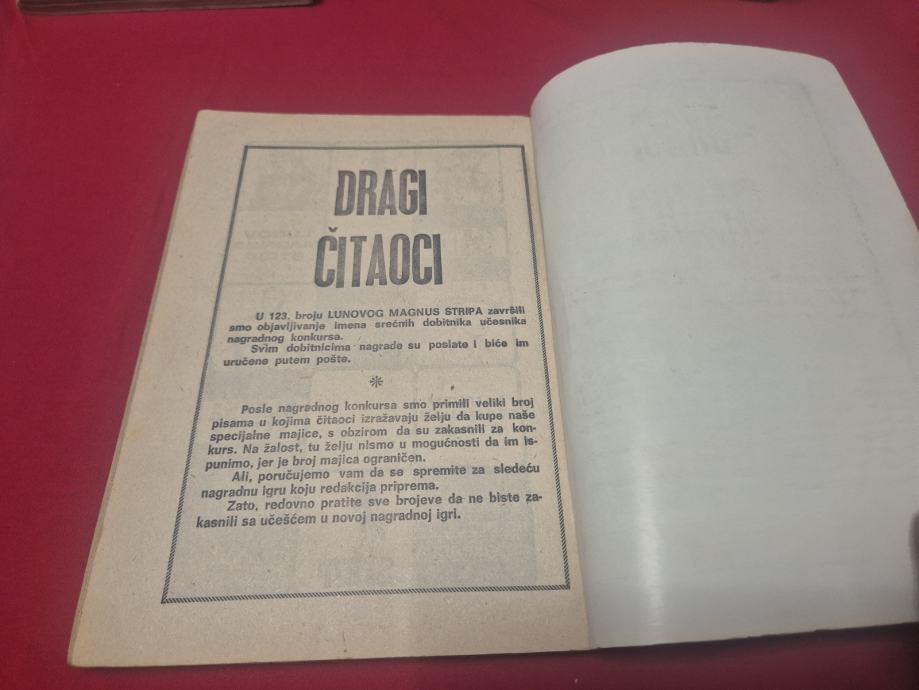 DRAGI
ČITAOCI
U 123. broju LUNOVOG MAGNUS STRIPA završili
smo objavljivanje imena srećnih dobitnika učesnika
nagradnog konkursa.
Svim dobitnicima nagrade su poslate i biće im
uručene putem pošte.
Posle nagradnog konkursa smo primili veliki broj
pisama u kojima čitaoci izražavaju želju da kupe naše
specijalne majice, s obzirom da su zakasnili za kon-
kurs. Na žalost, tu želju nismo u mogućnosti da im is-
punimo, jer je broj majica ograničen.
Ali, poručujemo vam da se spremite za sledeću
nagradnu igru koju redakcija priprema.
Zato, redovno pratite sve brojeve da ne biste za-
kasnili sa učešćem u novoj nagradnoj igri.